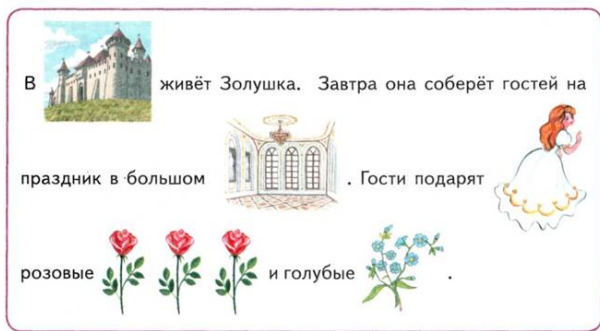 В живёт Золушка. Завтра она соберёт гостей на
праздник в большом . Гости подарят
розовые и голубые .